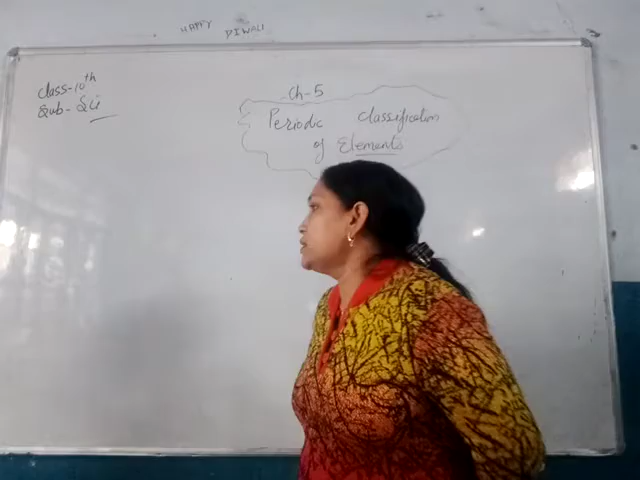 HAPPY DIWALI
class-10th
Sub- Sci
Ch-5
Periodic classification
of Elements